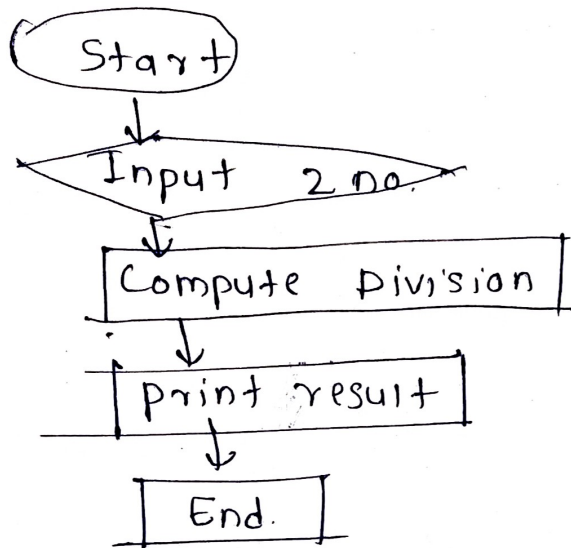 Start
Input 2 no.
Compute Division
print result
End.